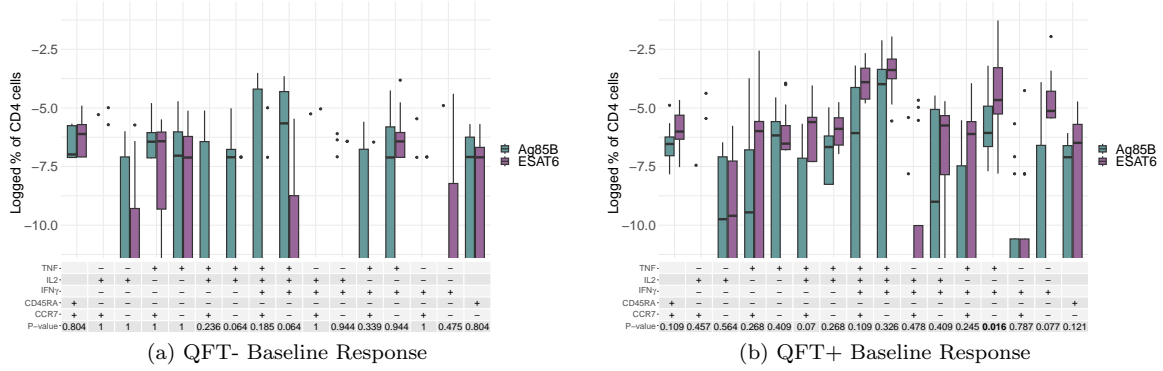 Logged % of CD4 cells
−2.5
−5.0
−7.5
−10.0
Ag85B
ESAT6
TNF − − + + + + + + − − + + − −
IL2 + + − − + + + + + + − − − −
IFNγ − − − − − − + + + + + + + +
CD45RA + +
CCR7 + + − + − + − + − + − + − + − −
P−value 0.804 1 1 1 1 0.236 0.064 0.185 0.064 1 0.944 0.339 0.944 1 0.475 0.804
(a) QFT- Baseline Response
Logged % of CD4 cells
−2.5
−5.0
−7.5
−10.0
Ag85B
ESAT6
TNF − − + + + + + + − − + + − −
IL2 + + − − + + + + + + − − − −
IFNγ − − − − − − + + + + + + + +
CD45RA + +
CCR7 + + − + − + − + − + − + − + − −
P−value 0.109 0.457 0.564 0.268 0.409 0.07 0.268 0.109 0.326 0.478 0.409 0.245 0.016 0.787 0.077 0.121
(b) QFT+ Baseline Response